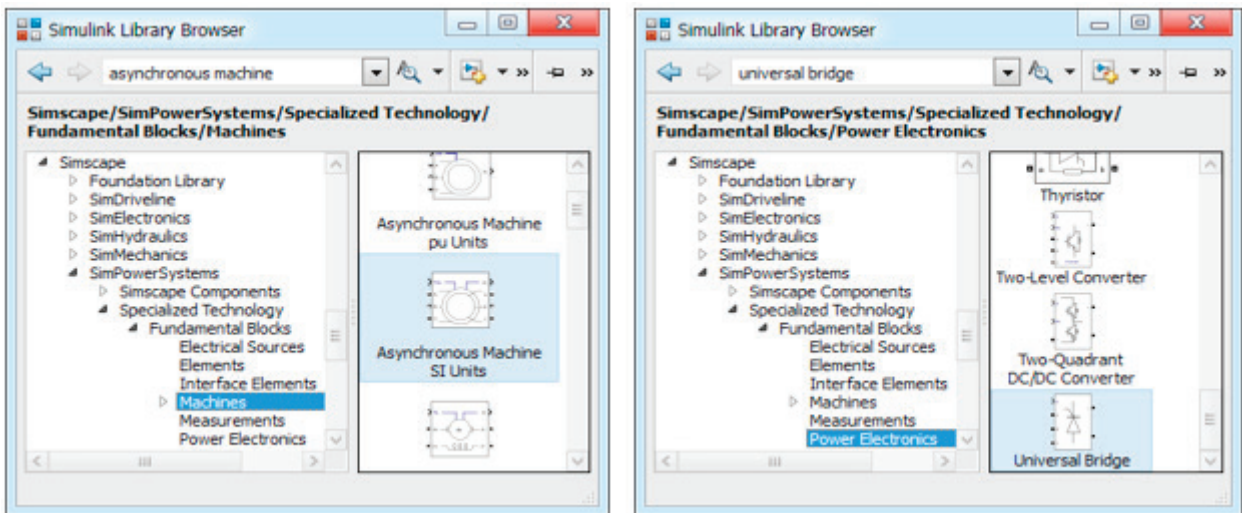 Simulink Library Browser
asynchronous machine
Simscape/SimPowerSystems/Specialized Technology/
Fundamental Blocks/Machines
Simscape
Foundation Library
SimDriveline
SimElectronics
SimHydraulics
SimMechanics
SimPowerSystems
Simscape Components
Specialized Technology
Fundamental Blocks
Electrical Sources
Elements
Interface Elements
Machines
Measurements
Power Electronics
Asynchronous Machine
pu Units
Asynchronous Machine
SI Units
Simulink Library Browser
universal bridge
Simscape/SimPowerSystems/Specialized Technology/
Fundamental Blocks/Power Electronics
Simscape
Foundation Library
SimDriveline
SimElectronics
SimHydraulics
SimMechanics
SimPowerSystems
Simscape Components
Specialized Technology
Fundamental Blocks
Electrical Sources
Elements
Interface Elements
Machines
Measurements
Power Electronics
Thyristor
Two-Level Converter
Two-Quadrant
DC/DC Converter
Universal Bridge